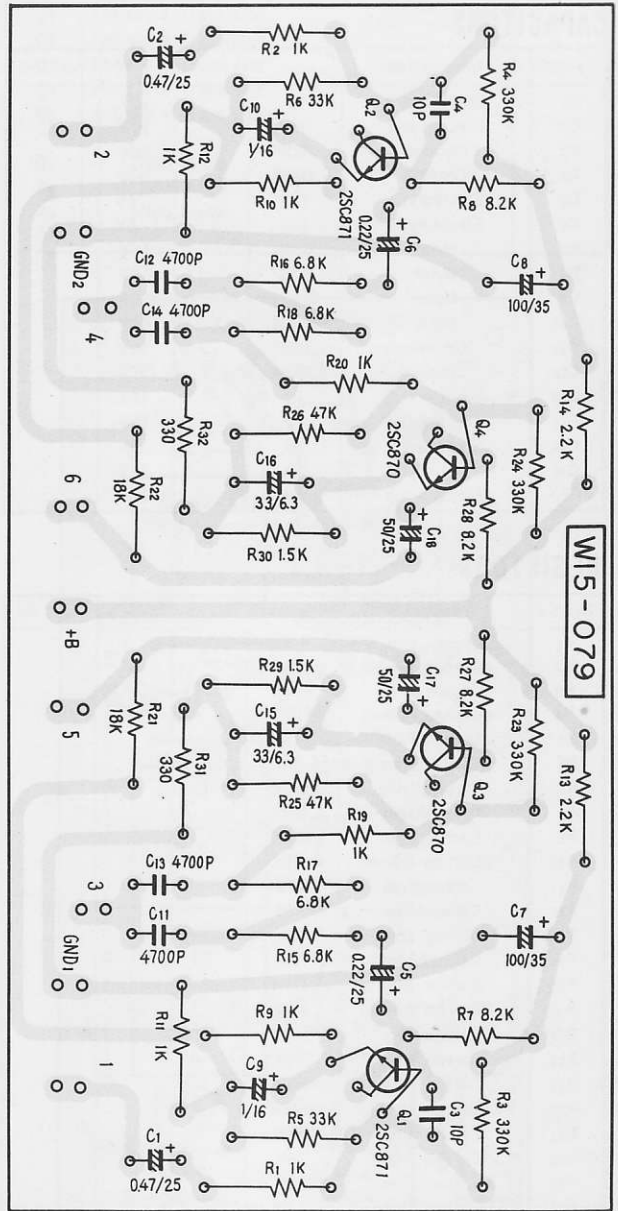 C2 +
0.47/25
R2 1K
R6 33K
C10 +
1/16
R12
1K
R10 1K
Q2
2SC871
C4
10P
-
R4 330K
R8 8.2K
C6
+
0.22/25
2
GND2
C12 4700P
C14 4700P
4
R16 6.8K
R18 6.8K
C8
+
100/35
R20 1K
R14 2.2K
R26 47K
R32
330
R22
18K
C16 +
33/6.3
R30 1.5K
Q4
2SC870
R24 330K
R28 8.2K
C18
+
50/25
6
W15-079
+B
5
R29 1.5K
R21
18K
C15 +
33/6.3
R31
330
R25 47K
C17
+
50/25
R27 8.2K
R23 330K
R13 2.2K
Q3
2SC870
R19
1K
C13 4700P
R17
6.8K
3
C11
4700P
R15 6.8K
C7
+
100/35
GND1
C5
+
0.22/25
R11
1K
R9 1K
R7 8.2K
C9
+
1/16
Q1
2SC871
C3 10P
R3 330K
1
R5 33K
C1 +
0.47/25
R1 1K